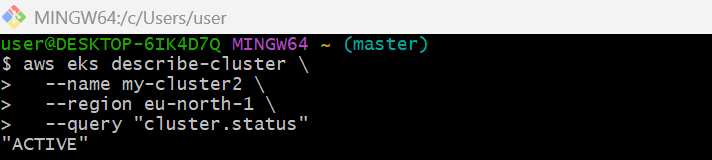 MINGW64:/c/Users/user
user@DESKTOP-6IK4D7Q MINGW64 ~ (master)
$ aws eks describe-cluster \
>   --name my-cluster2 \
>   --region eu-north-1 \
>   --query "cluster.status"
"ACTIVE"